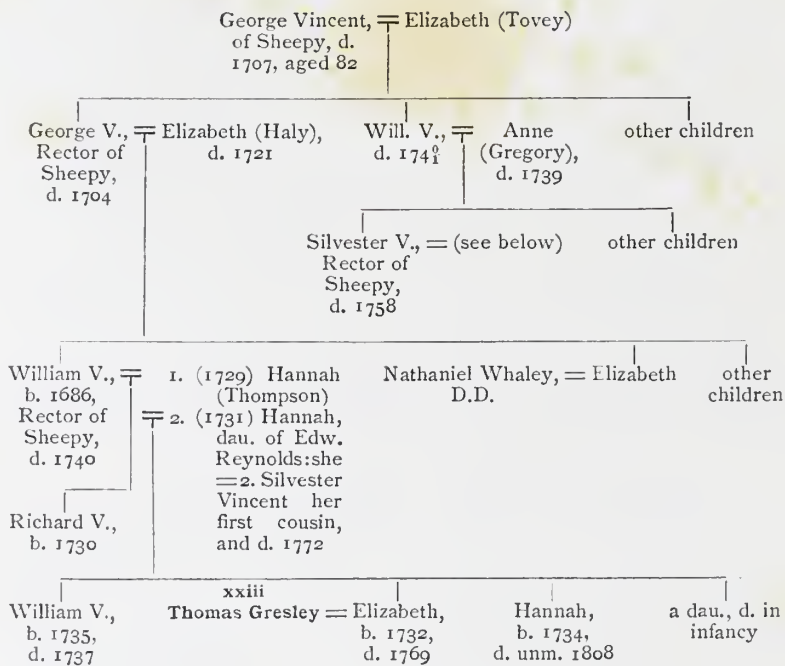 George Vincent, = Elizabeth (Tovey)
of Sheepy, d.
1707, aged 82
George V., = Elizabeth (Haly),
Rector of d. 1721
Sheepy,
d. 1704
Will. V., = Anne
d. 174 0/1 (Gregory),
d. 1739
other children
Silvester V., = (see below)
Rector of
Sheepy,
d. 1758
other children
William V., =
b. 1686,
Rector of
Sheepy,
d. 1740
1. (1729) Hannah
(Thompson)
= 2. (1731) Hannah,
dau. of Edw.
Reynolds: she
=2. Silvester
Vincent her
first cousin,
and d. 1772
Nathaniel Whaley, = Elizabeth
D.D.
other
children
Richard V.,
b. 1730
William V.,
b. 1735,
d. 1737
xxiii
Thomas Gresley = Elizabeth,
b. 1732,
d. 1769
Hannah,
b. 1734,
d. unm. 1808
a dau., d. in
infancy